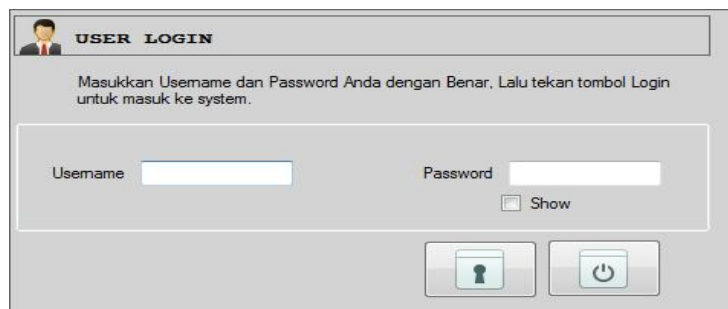 USER LOGIN
Masukkan Username dan Password Anda dengan Benar, Lalu tekan tombol Login
untuk masuk ke system.
Username
Password
Show